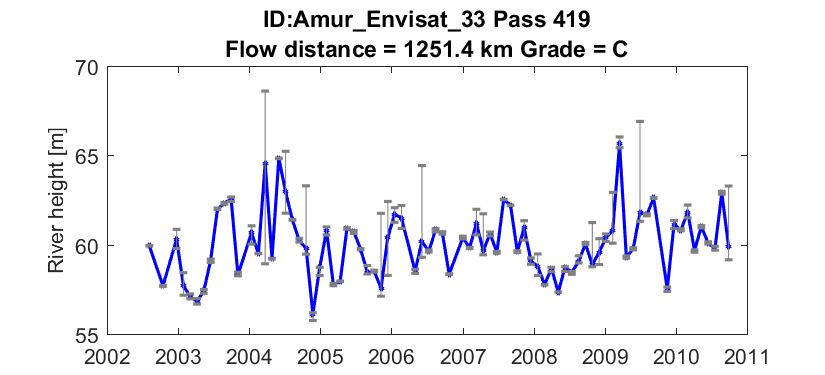 ID:Amur_Envisat_33 Pass 419
Flow distance = 1251.4 km Grade = C
River height [m]
70
65
60
55
2002 2003 2004 2005 2006 2007 2008 2009 2010 2011